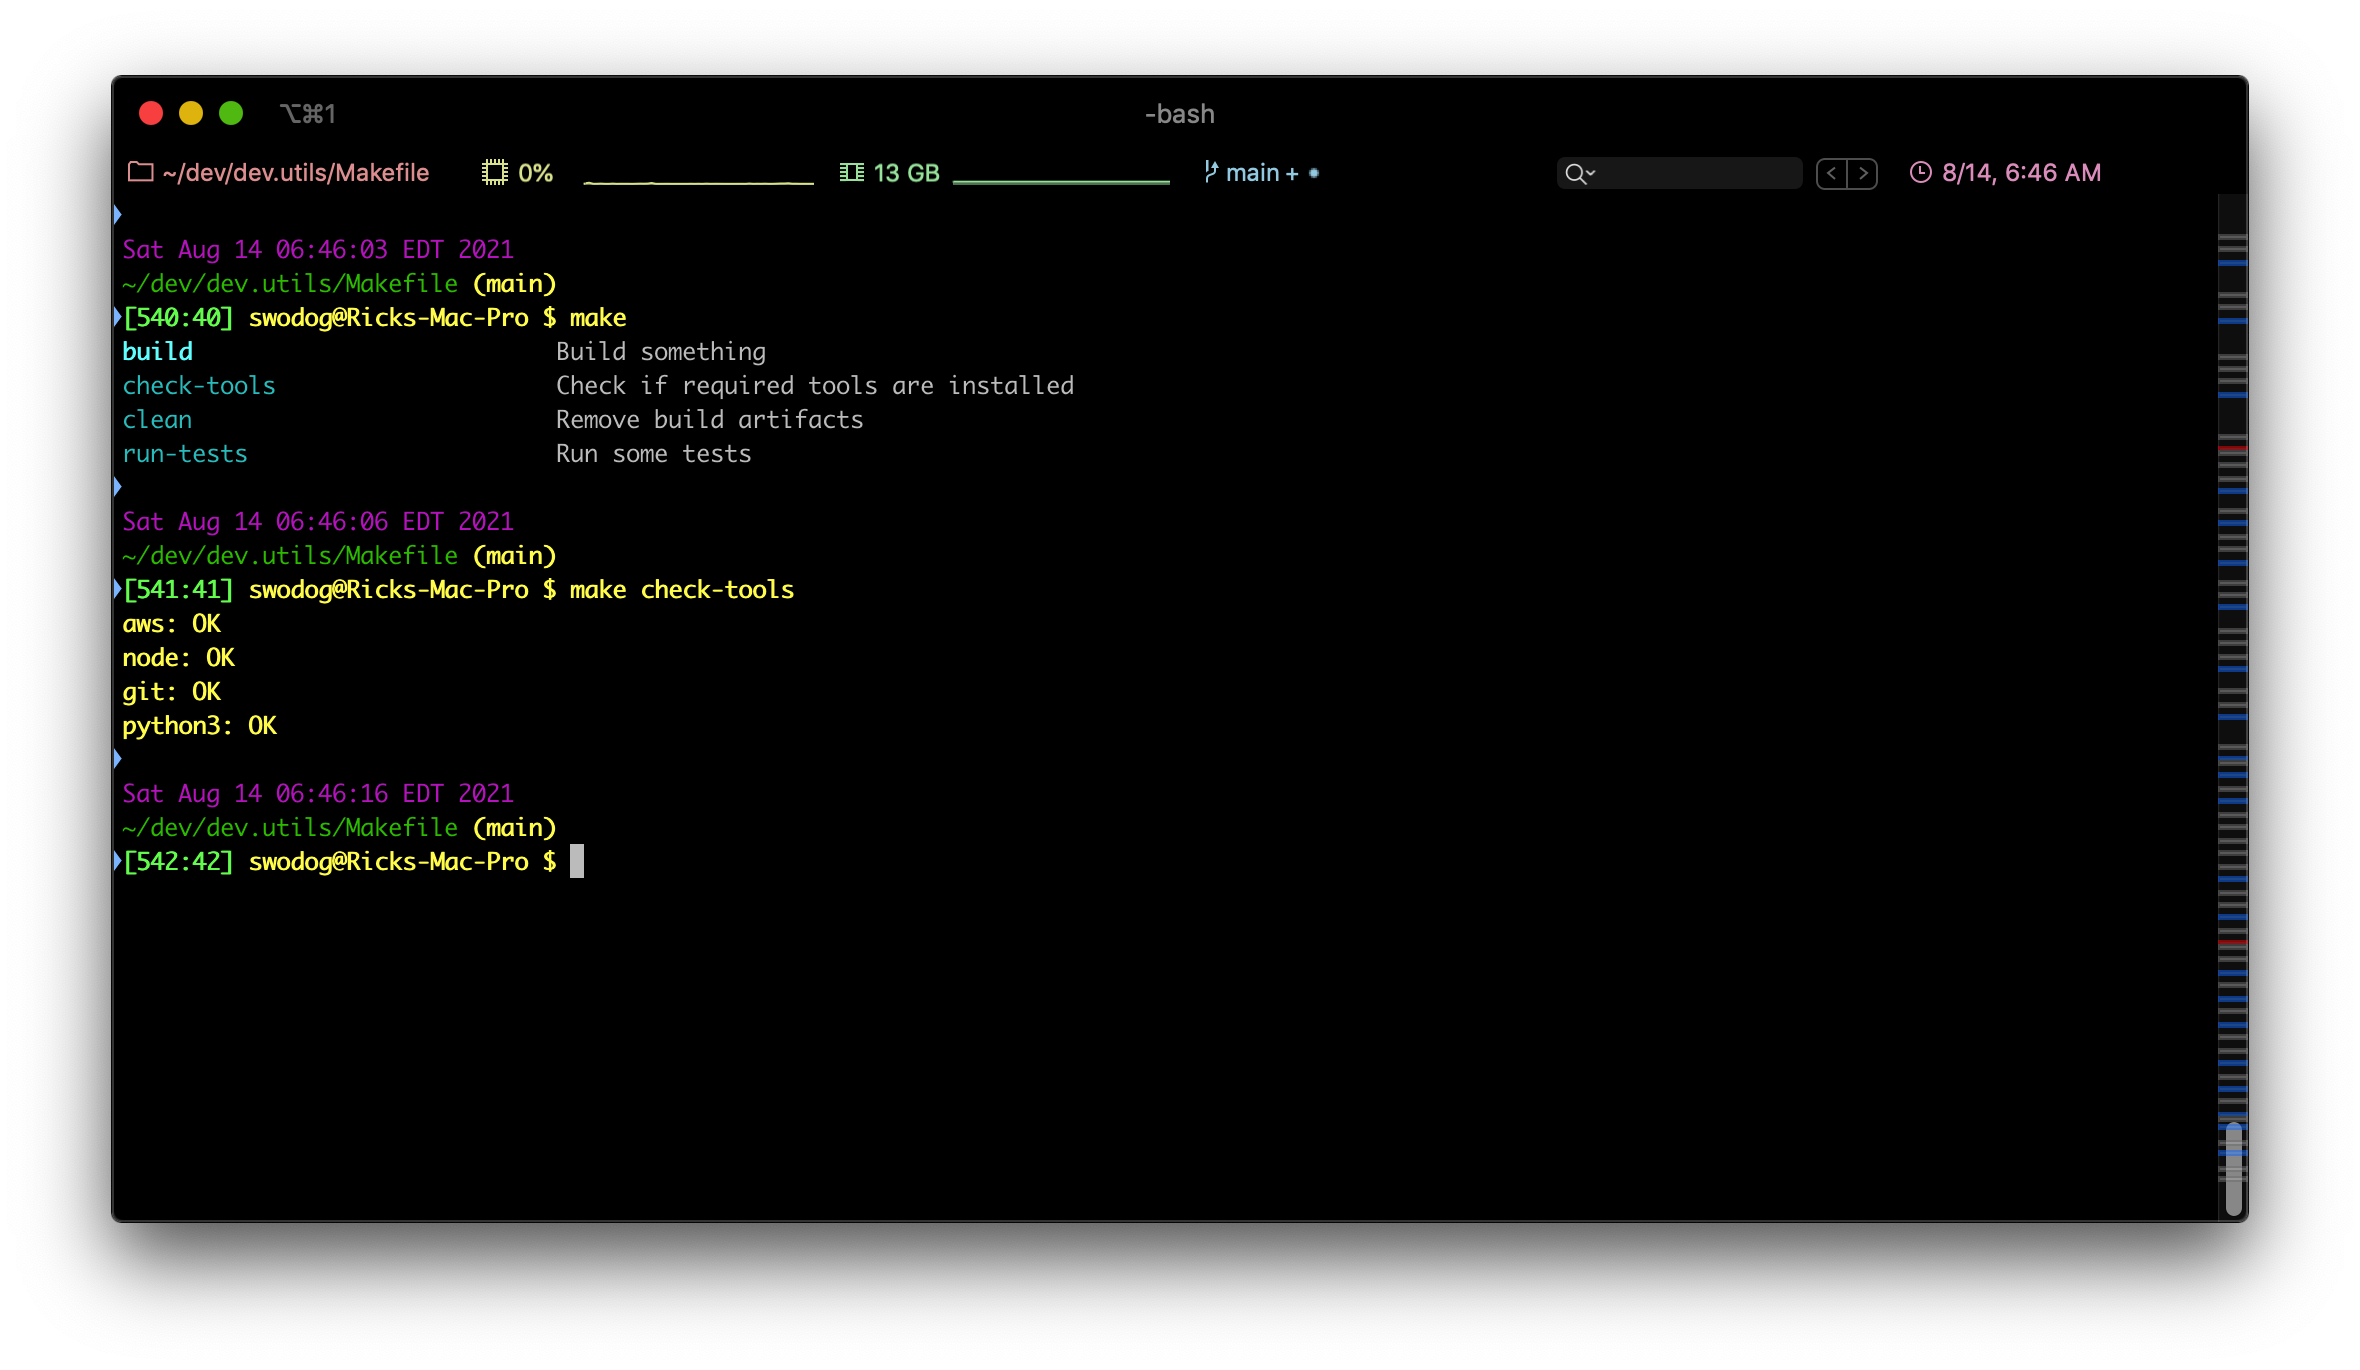 ⌥⌘1 -bash
~/dev/dev.utils/Makefile 0% 13 GB main + 8/14, 6:46 AM
Sat Aug 14 06:46:03 EDT 2021
~/dev/dev.utils/Makefile (main)
[540:40] swodog@Ricks-Mac-Pro $ make
build Build something
check-tools Check if required tools are installed
clean Remove build artifacts
run-tests Run some tests
Sat Aug 14 06:46:06 EDT 2021
~/dev/dev.utils/Makefile (main)
[541:41] swodog@Ricks-Mac-Pro $ make check-tools
aws: OK
node: OK
git: OK
python3: OK
Sat Aug 14 06:46:16 EDT 2021
~/dev/dev.utils/Makefile (main)
[542:42] swodog@Ricks-Mac-Pro $